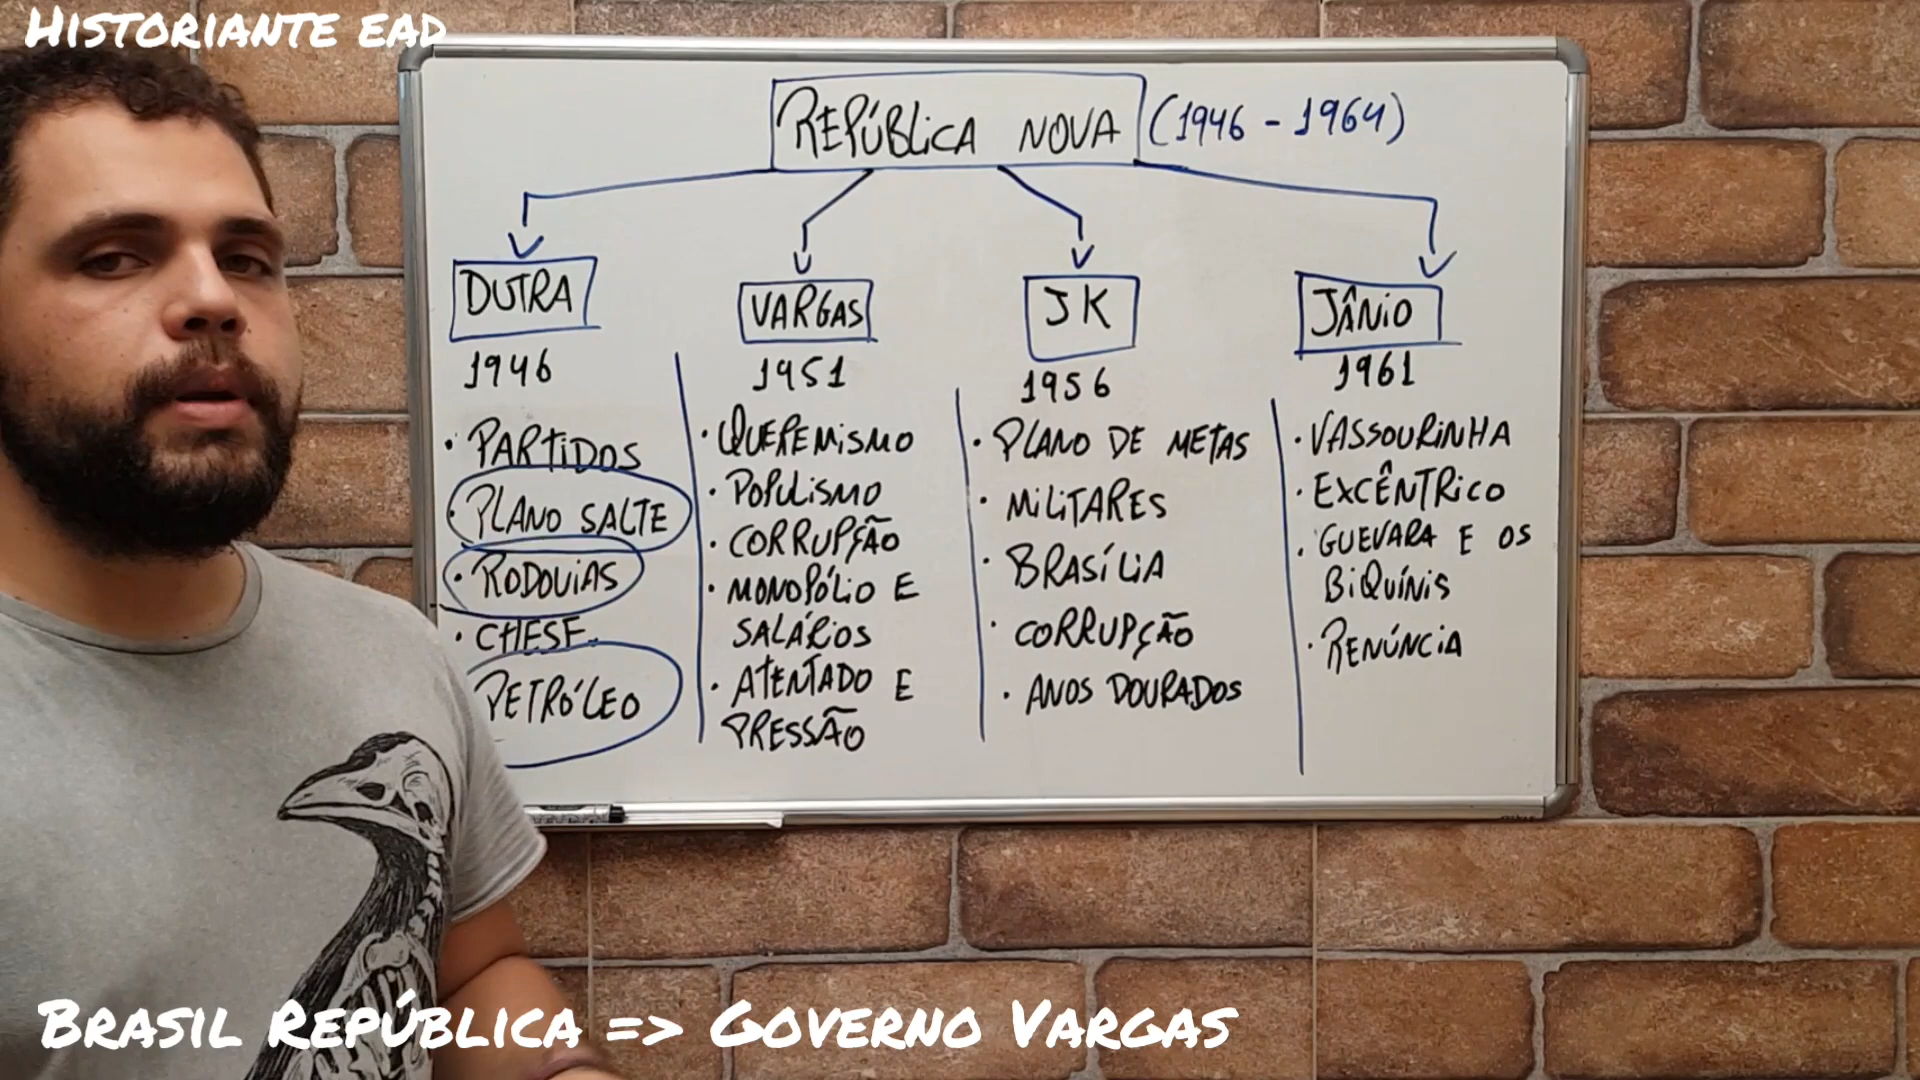 HISTORIANTE EAD
REPÚBLICA NOVA (1946 - 1964)
DUTRA
1946
• PARTIDOS
• PLANO SALTE
• RODOVIAS
• CHESF
PETRÓLEO
VARGAS
1951
• QUEREMISMO
• POPULISMO
• CORRUPÇÃO
• MONOPÓLIO E
SALÁRIOS
• ATENTADO E
PRESSÃO
JK
1956
• PLANO DE METAS
• MILITARES
• BRASÍLIA
• CORRUPÇÃO
• ANOS DOURADOS
JÂNIO
1961
• VASSOURINHA
• EXCÊNTRICO
• GUEVARA E OS
BIQUÍNIS
• RENÚNCIA
BRASIL REPÚBLICA => GOVERNO VARGAS